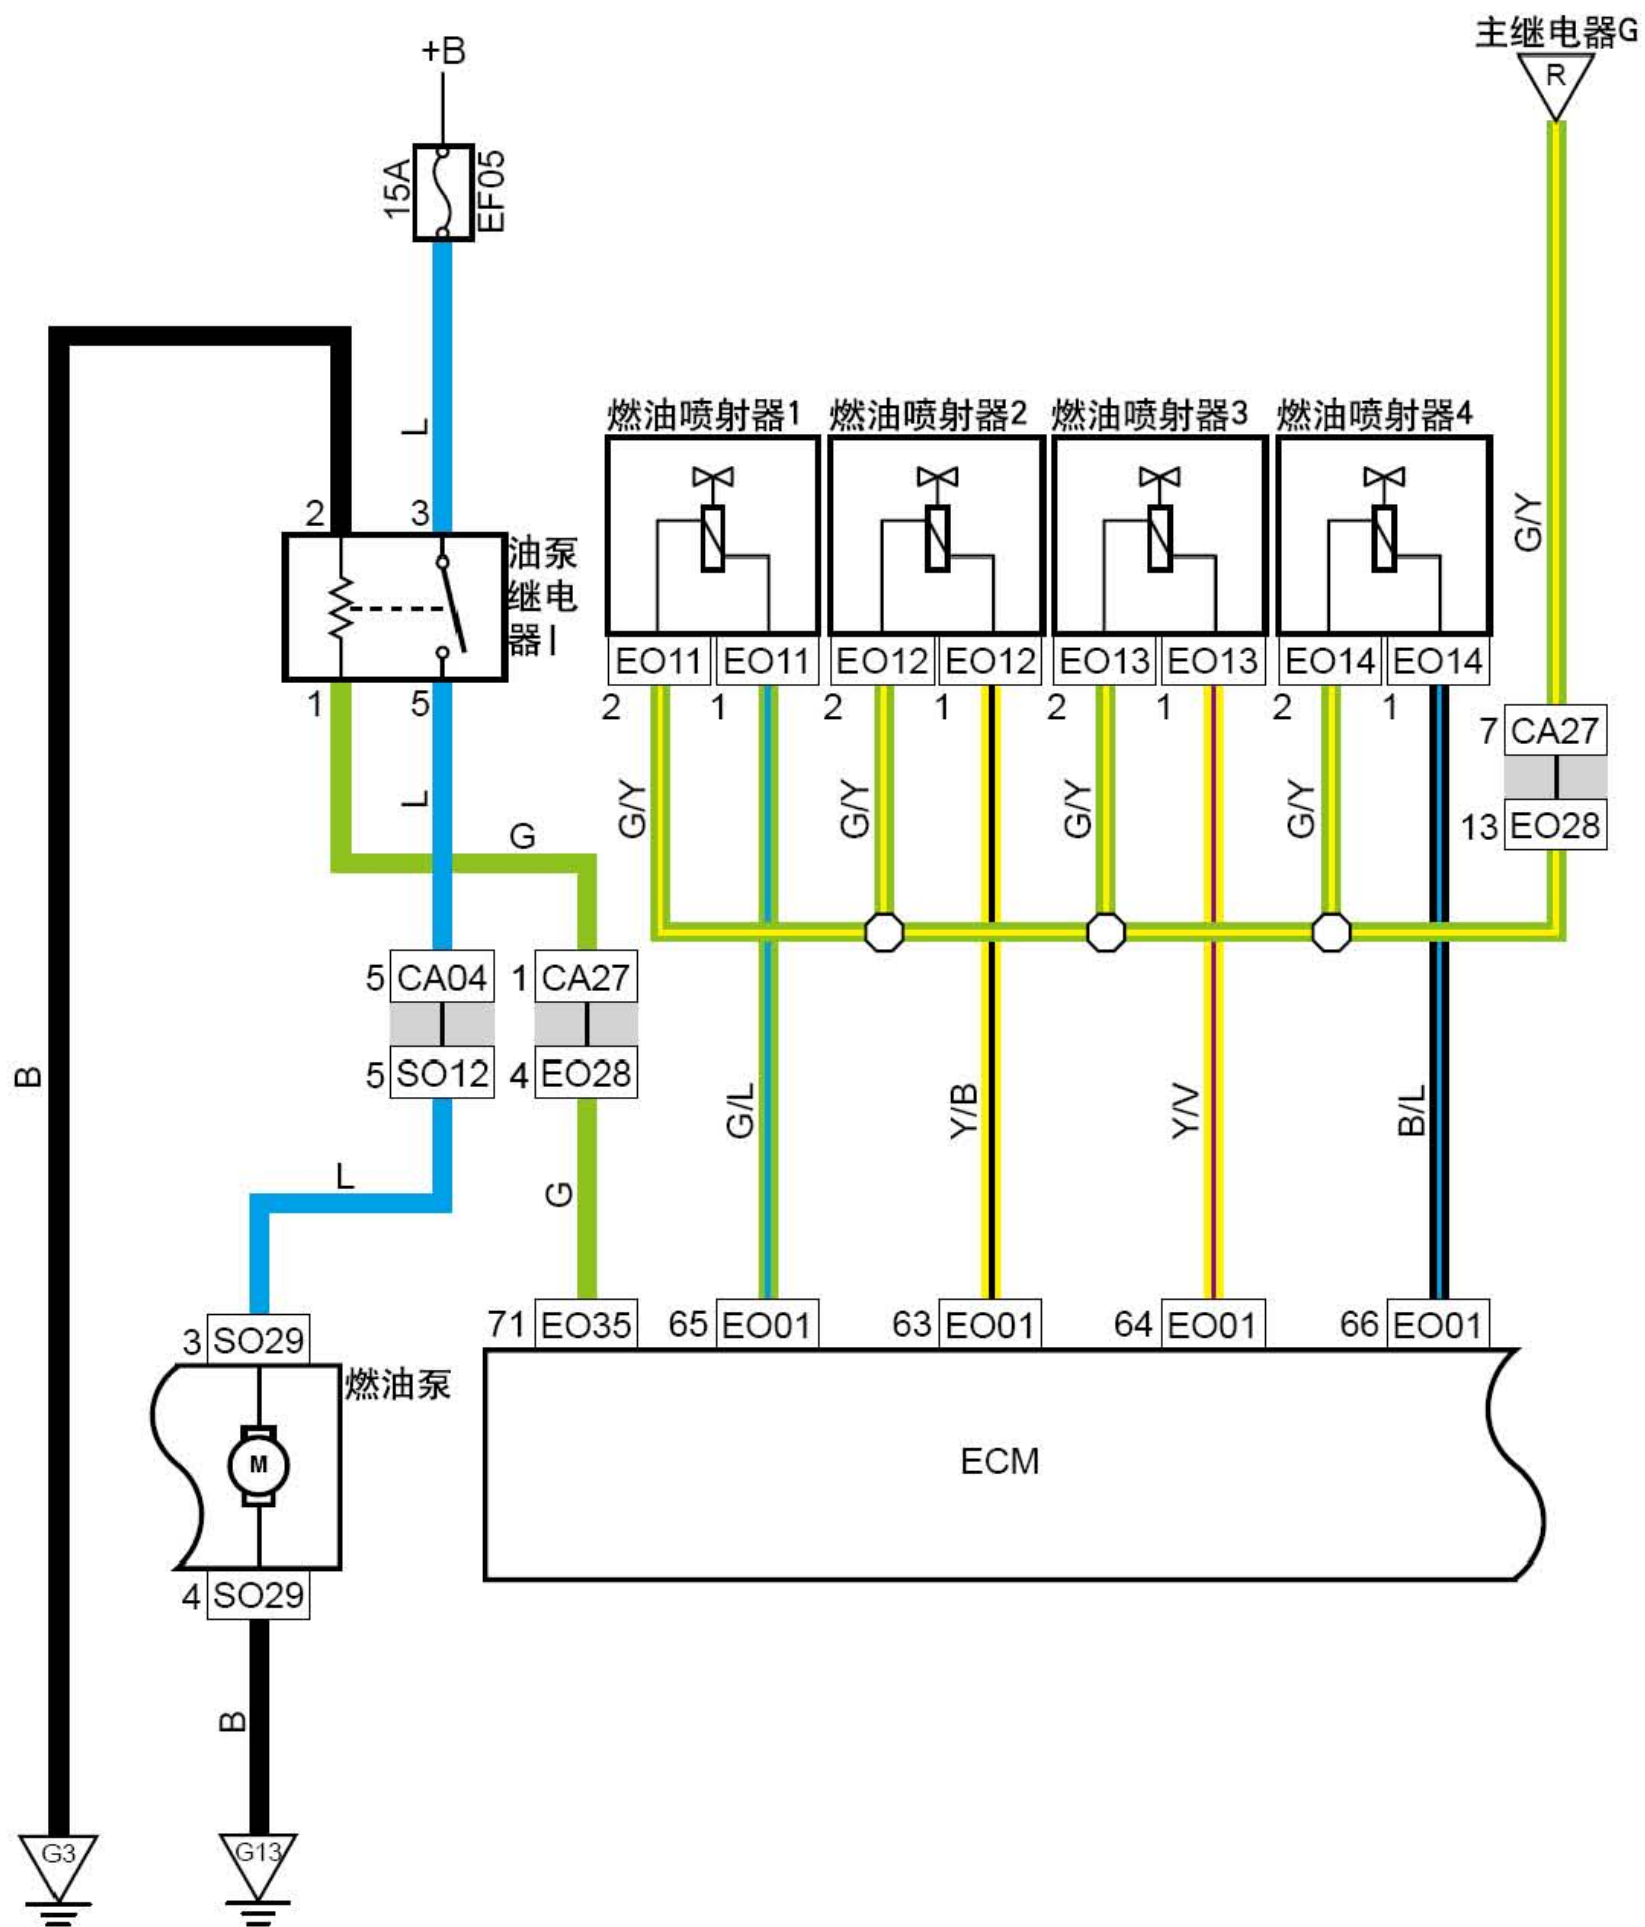 主继电器G
R
+B
15A
EF05
L
2
3
油泵
继电
器I
1
5
燃油喷射器1
燃油喷射器2
燃油喷射器3
燃油喷射器4
G/Y
EO11
EO11
EO12
EO12
EO13
EO13
EO14
EO14
2
1
2
1
2
1
2
1
7 CA27
13 EO28
L
G
G/Y
G/Y
G/Y
G/Y
5 CA04
1 CA27
5 SO12
4 EO28
B
L
G
G/L
Y/B
Y/V
B/L
3 SO29
71 EO35
65 EO01
63 EO01
64 EO01
66 EO01
燃油泵
M
ECM
4 SO29
B
G3
G13